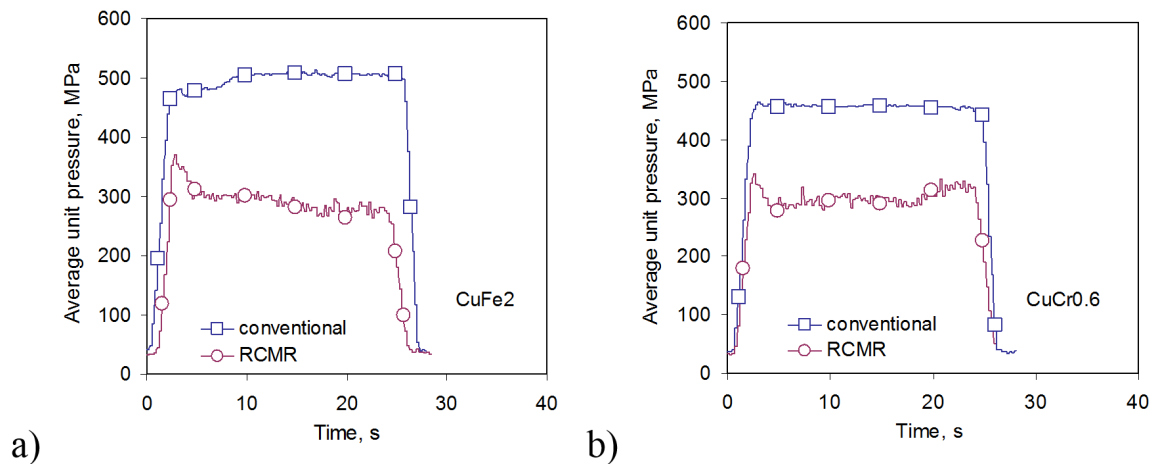 600
500
400
300
200
100
0
Average unit pressure, MPa
CuFe2
conventional
RCMR
0 10 20 30 40
Time, s
a)
600
500
400
300
200
100
0
Average unit pressure, MPa
CuCr0.6
conventional
RCMR
0 10 20 30 40
Time, s
b)